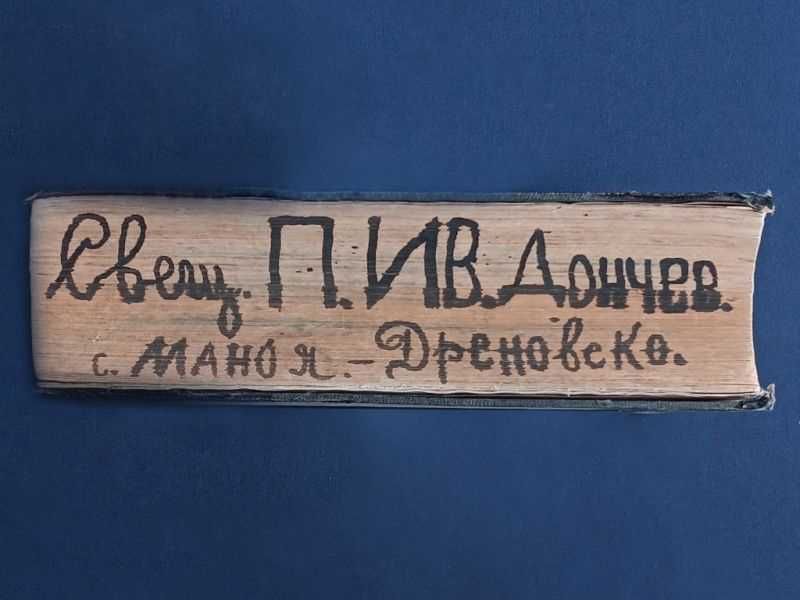 Свещ. П. Ив. Дончев.
с. Маноя. - Дреновско.